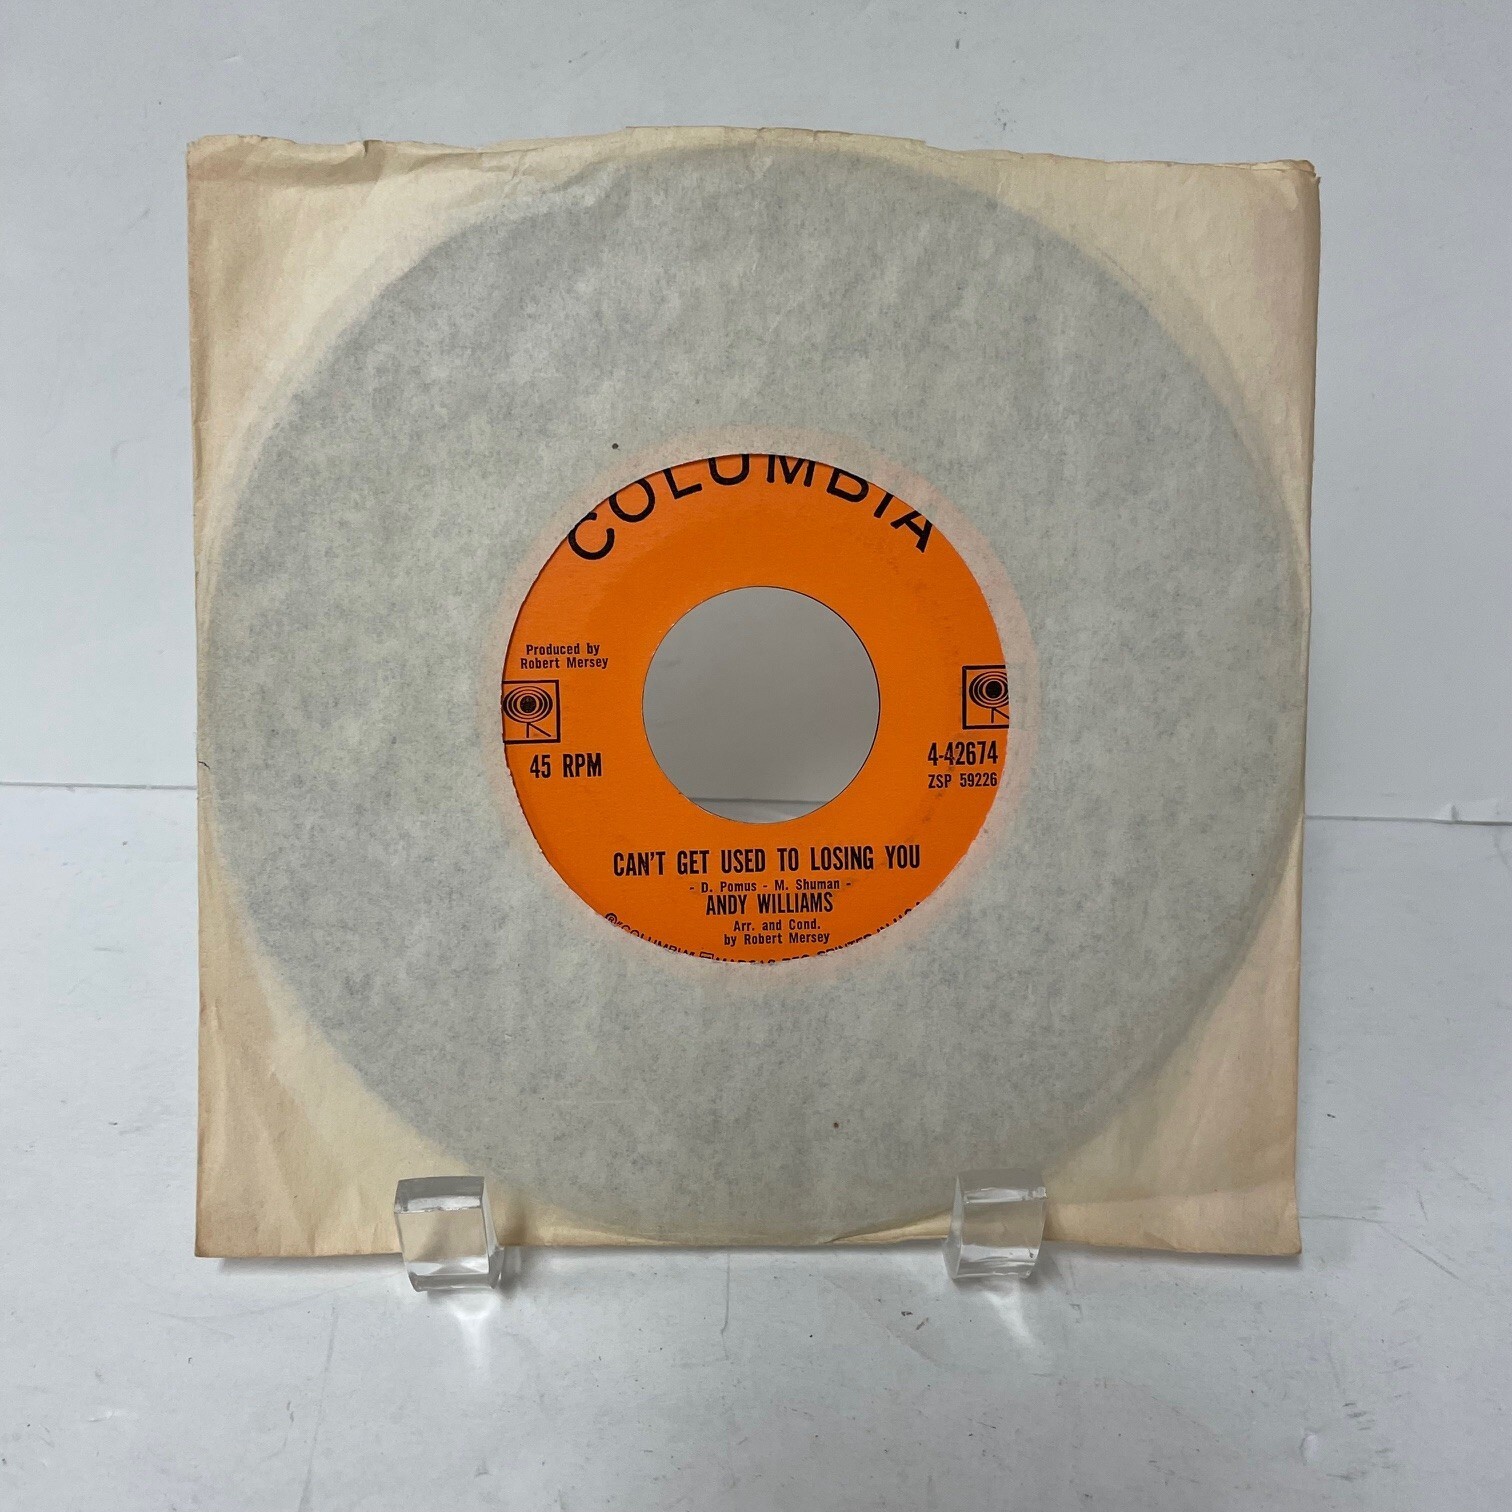 COLUMBIA
Produced by
Robert Mersey
45 RPM
4-42674
ZSP 59226
CAN'T GET USED TO LOSING YOU
- D. Pomus - M. Shuman -
ANDY WILLIAMS
Arr. and Cond.
by Robert Mersey